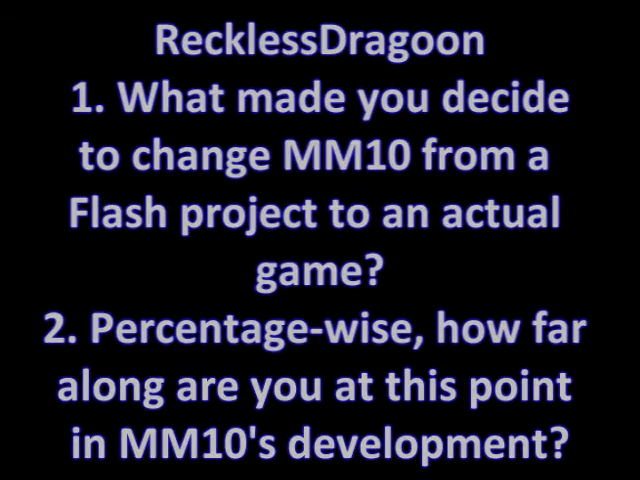 RecklessDragoon
1. What made you decide
to change MM10 from a
Flash project to an actual
game?
2. Percentage-wise, how far
along are you at this point
in MM10's development?